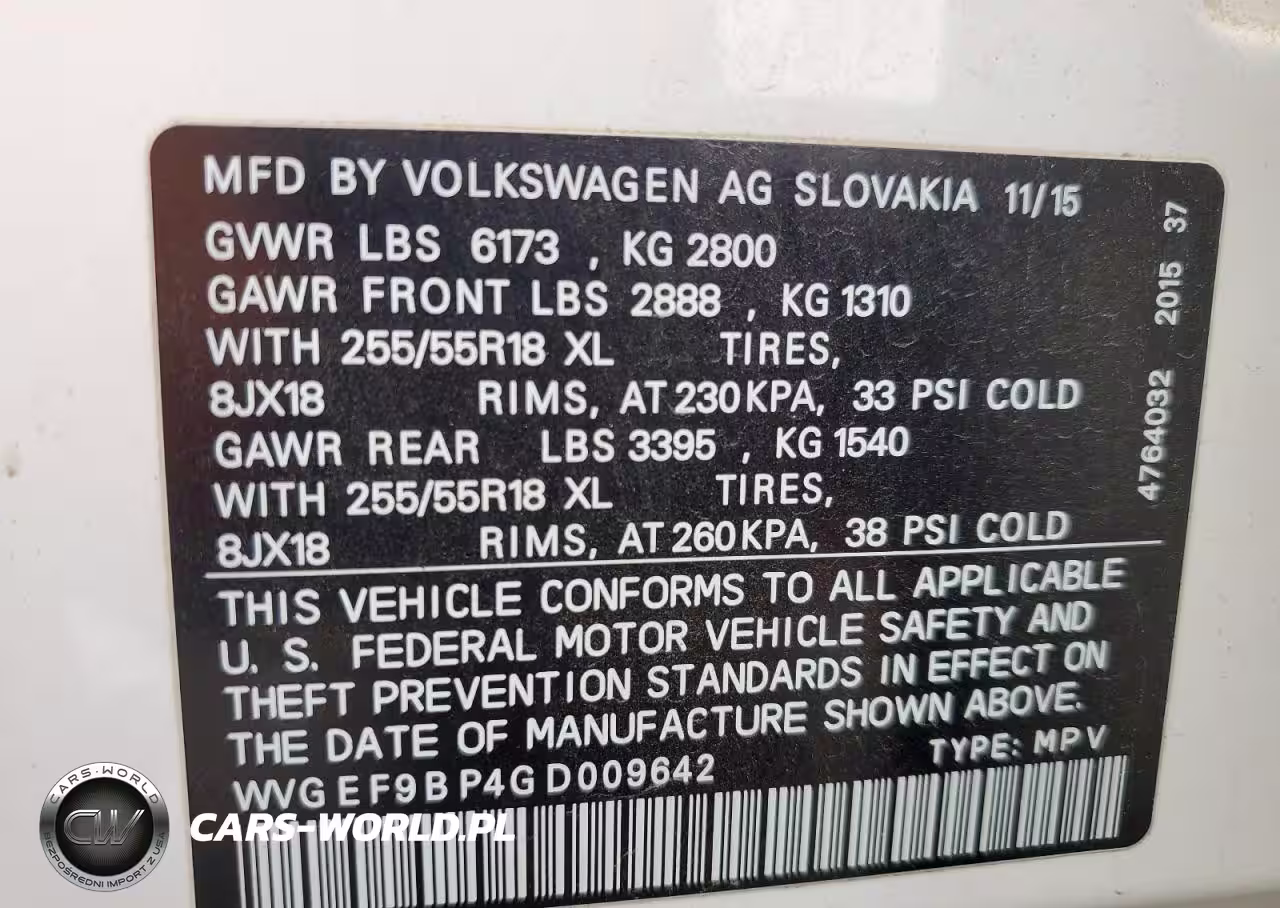 MFD BY VOLKSWAGEN AG SLOVAKIA 11/15
GVWR LBS 6173 , KG 2800
GAWR FRONT LBS 2888 , KG 1310
WITH 255/55R18 XL TIRES,
8JX18 RIMS, AT 230 KPA, 33 PSI COLD
GAWR REAR LBS 3395 , KG 1540
WITH 255/55R18 XL TIRES,
8JX18 RIMS, AT 260 KPA, 38 PSI COLD
4764032 2015 37
THIS VEHICLE CONFORMS TO ALL APPLICABLE
U. S. FEDERAL MOTOR VEHICLE SAFETY AND
THEFT PREVENTION STANDARDS IN EFFECT ON
THE DATE OF MANUFACTURE SHOWN ABOVE.
WVGEF9BP4GD009642 TYPE: MPV
CARS-WORLD
CW
BEZPOŚREDNI IMPORT Z USA
CARS-WORLD.PL